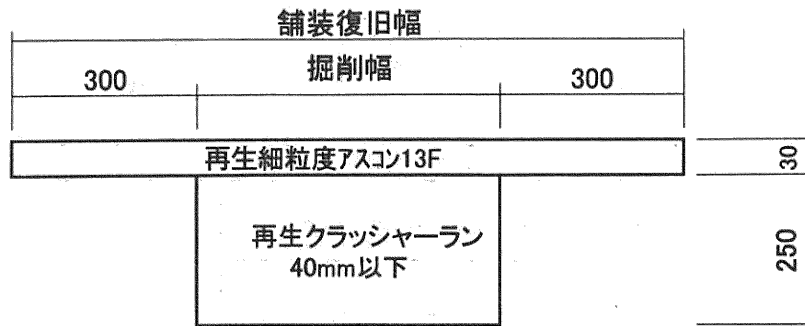 舗装復旧幅
300
掘削幅
300
再生細粒度アスコン13F
30
再生クラッシャーラン
40mm以下
250